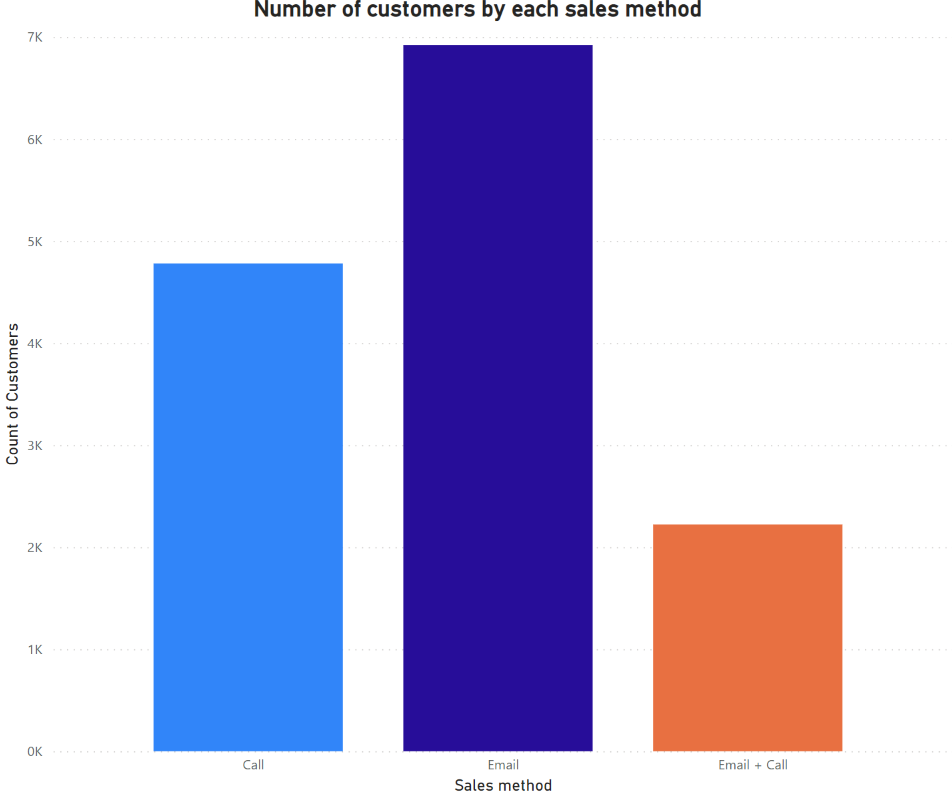 Number of customers by each sales method
7K
6K
5K
4K
3K
2K
1K
0K
Count of Customers
Call
Email
Email + Call
Sales method